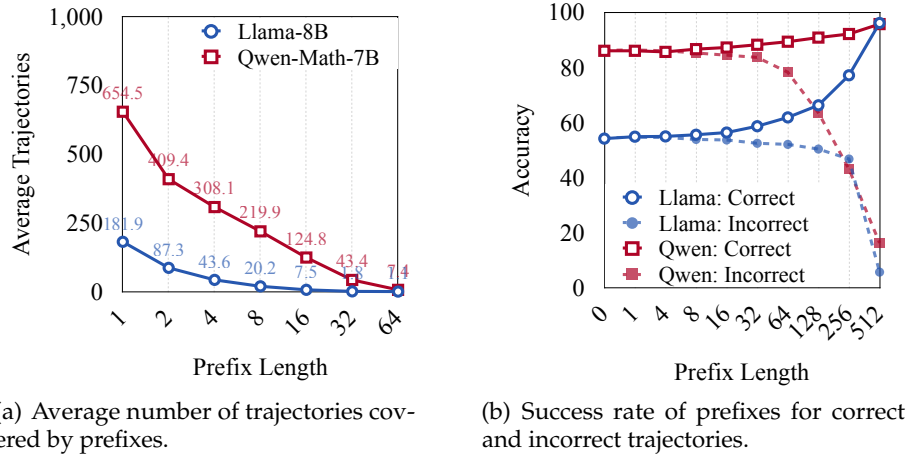 1,000
750
500
250
0
Average Trajectories
Llama-8B
Qwen-Math-7B
654.5
409.4
308.1
219.9
124.8
43.4
7.4
181.9
87.3
43.6
20.2
7.5
1.8
1.1
1 2 4 8 16 32 64
Prefix Length
(a) Average number of trajectories cov-
ered by prefixes.
100
80
60
40
20
0
Accuracy
Llama: Correct
Llama: Incorrect
Qwen: Correct
Qwen: Incorrect
0 1 4 8 16 32 64 128 256 512
Prefix Length
(b) Success rate of prefixes for correct
and incorrect trajectories.